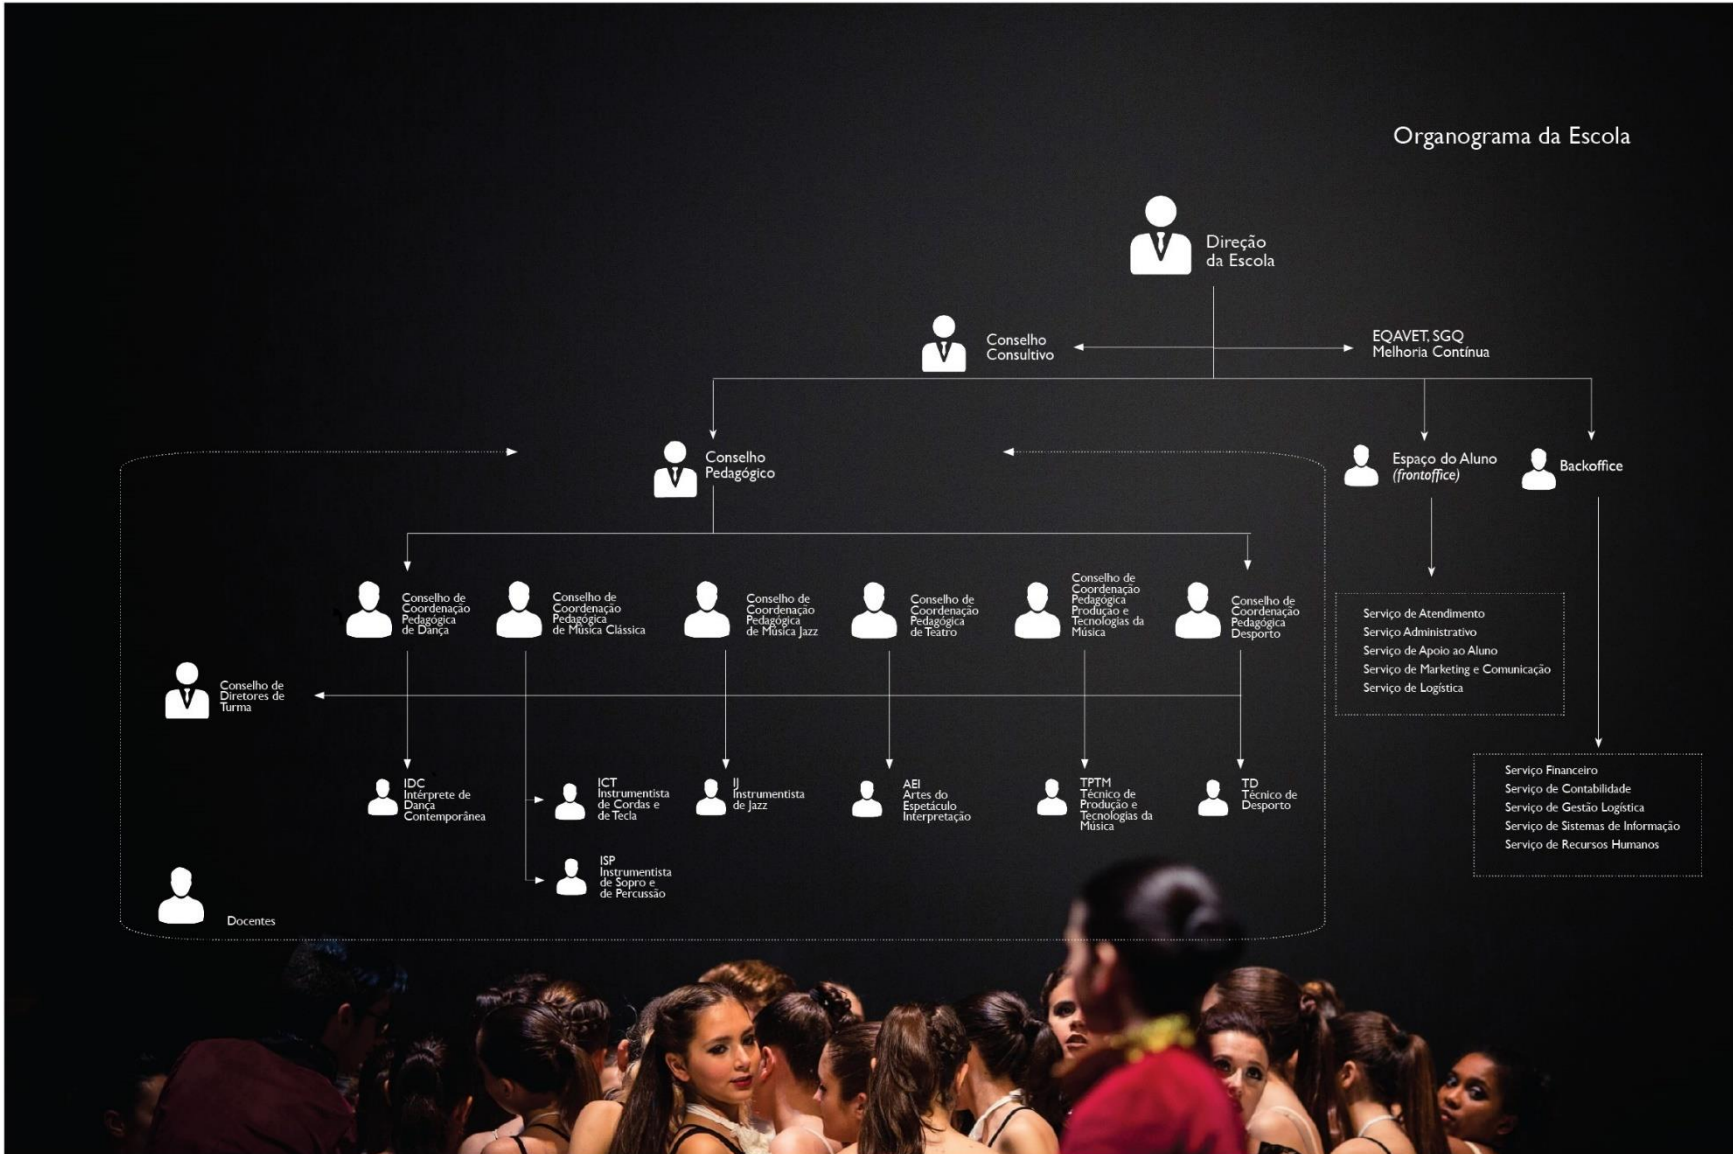 Organograma da Escola
Direção
da Escola
Conselho
Consultivo
EQAVET, SGQ
Melhoria Contínua
Conselho
Pedagógico
Espaço do Aluno
(frontoffice)
Backoffice
Conselho de
Coordenação
Pedagógica
de Dança
Conselho de
Coordenação
Pedagógica
de Música Clássica
Conselho de
Coordenação
Pedagógica
de Música Jazz
Conselho de
Coordenação
Pedagógica
de Teatro
Conselho de
Coordenação
Pedagógica
Produção e
Tecnologias da
Música
Conselho de
Coordenação
Pedagógica
Desporto
Serviço de Atendimento
Serviço Administrativo
Serviço de Apoio ao Aluno
Serviço de Marketing e Comunicação
Serviço de Logística
Conselho de
Diretores de
Turma
IDC
Intérprete de
Dança
Contemporânea
ICT
Instrumentista
de Cordas e
de Tecla
IJ
Instrumentista
de Jazz
AEI
Artes do
Espetáculo
Interpretação
TPTM
Técnico de
Produção e
Tecnologias da
Música
TD
Técnico de
Desporto
Serviço Financeiro
Serviço de Contabilidade
Serviço de Gestão Logística
Serviço de Sistemas de Informação
Serviço de Recursos Humanos
ISP
Instrumentista
de Sopro e
de Percussão
Docentes